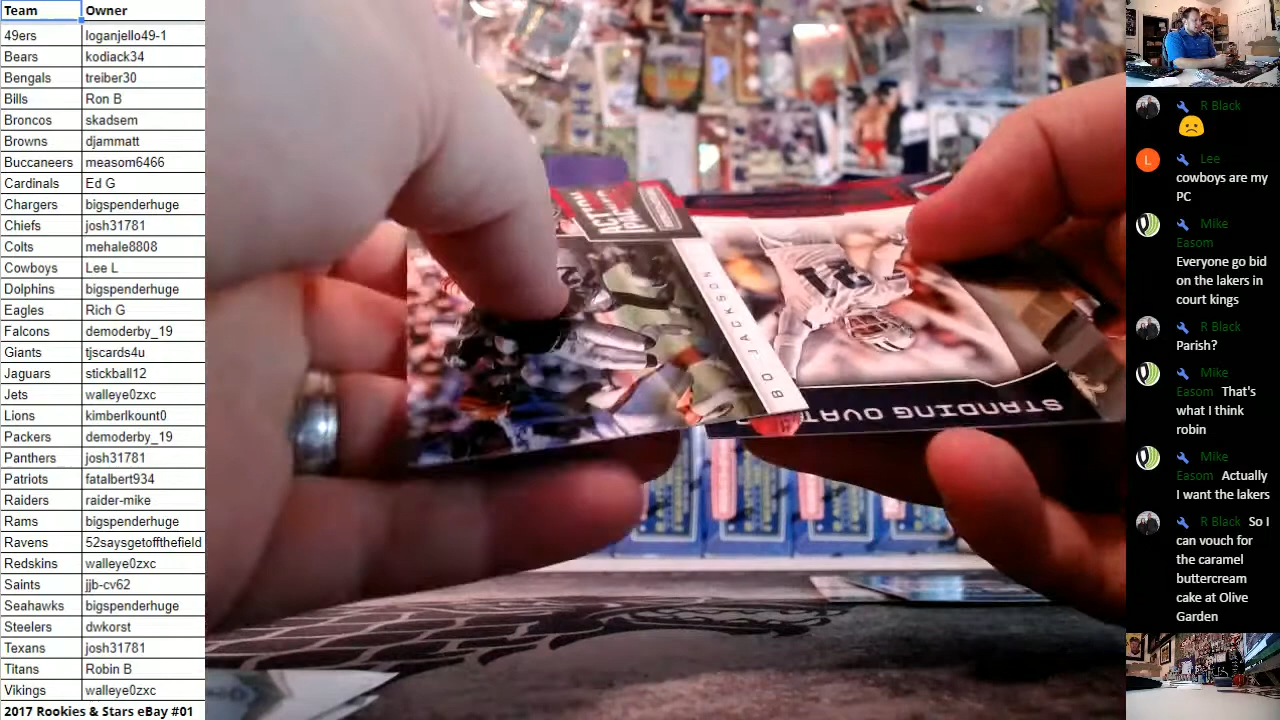 Team Owner
49ers loganjello49-1
Bears kodiack34
Bengals treiber30
Bills Ron B
Broncos skadsem
Browns djammatt
Buccaneers measom6466
Cardinals Ed G
Chargers bigspenderhuge
Chiefs josh31781
Colts mehale8808
Cowboys Lee L
Dolphins bigspenderhuge
Eagles Rich G
Falcons demoderby_19
Giants tjscards4u
Jaguars stickball12
Jets walleye0zxc
Lions kimberlkount0
Packers demoderby_19
Panthers josh31781
Patriots fatalbert934
Raiders raider-mike
Rams bigspenderhuge
Ravens 52saysgetoffthefield
Redskins walleye0zxc
Saints jjb-cv62
Seahawks bigspenderhuge
Steelers dwkorst
Texans josh31781
Titans Robin B
Vikings walleye0zxc
2017 Rookies & Stars eBay #01
ACTION
BO JACKSON
31
STANDING
R Black
L
Lee
cowboys are my
PC
Mike
Easom
Everyone go bid
on the lakers in
court kings
R Black
Parish?
Mike
Easom That's
what I think
robin
Mike
Easom Actually
I want the lakers
R Black So I
can vouch for
the caramel
buttercream
cake at Olive
Garden